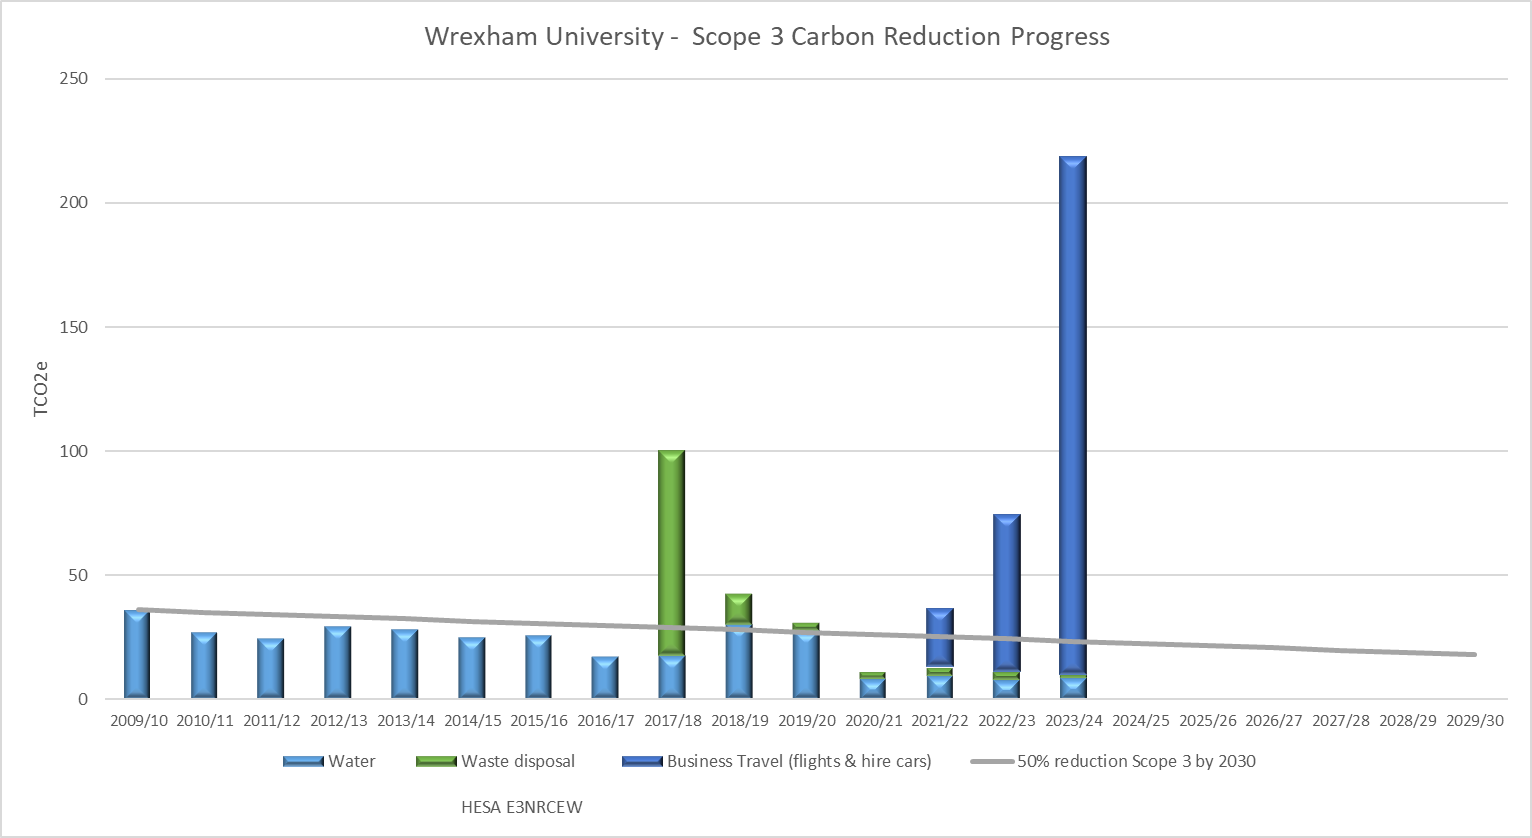 Wrexham University -  Scope 3 Carbon Reduction Progress
250
200
150
100
50
0
TCO2e
2009/10 2010/11 2011/12 2012/13 2013/14 2014/15 2015/16 2016/17 2017/18 2018/19 2019/20 2020/21 2021/22 2022/23 2023/24 2024/25 2025/26 2026/27 2027/28 2028/29 2029/30
Water Waste disposal Business Travel (flights & hire cars) 50% reduction Scope 3 by 2030
HESA E3NRCEW